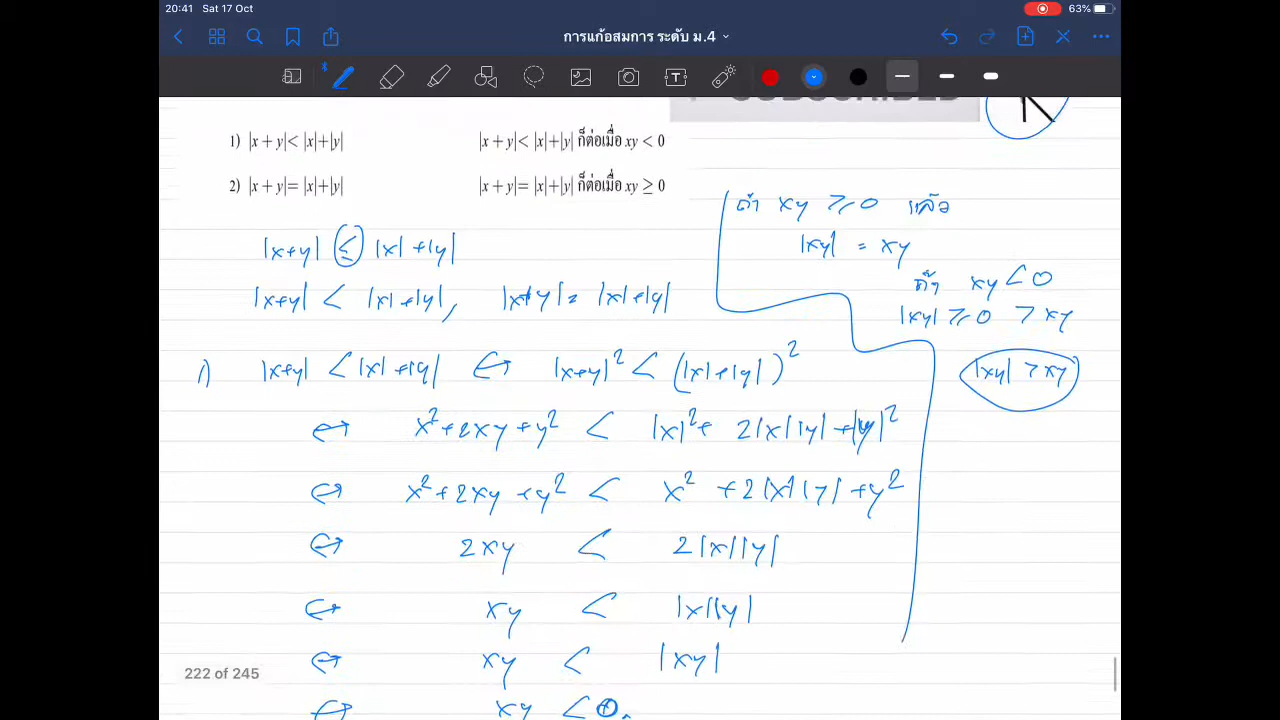 20:41 Sat 17 Oct
63%
การแก้อสมการ ระดับ ม.4
T
SUBSCRIBED
1) |x + y| < |x|+|y| |x + y| < |x|+|y| ก็ต่อเมื่อ xy < 0
2) |x + y| = |x|+|y| |x + y| = |x|+|y| ก็ต่อเมื่อ xy ≥ 0
|x+y| ≤ |x| + |y|
|x+y| < |x|+|y|, |x+y| = |x|+|y|
ถ้า xy ≥ 0 แล้ว
|xy| = xy
ถ้า xy < 0
|xy| ≥ 0 > xy
|xy| > xy
1) |x+y| < |x|+|y| ↔ |x+y|² < (|x|+|y|)²
↔ x²+2xy+y² < |x|²+ 2|x||y| +|y|²
↔ x²+2xy+y² < x² +2|x||y| +y²
↔ 2xy < 2|x||y|
↔ xy < |x||y|
↔ xy < |xy|
↔ xy < 0.
222 of 245